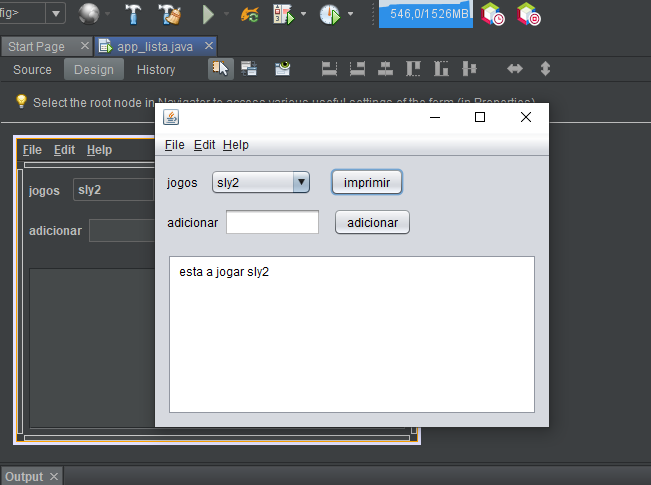 fig> 546,0/1526MB
Start Page app_lista.java
Source Design History
Select the root node in Navigator to access various useful settings of the form (in Properties)
File Edit Help
jogos sly2
adicionar
File Edit Help
jogos sly2 imprimir
adicionar adicionar
esta a jogar sly2
Output